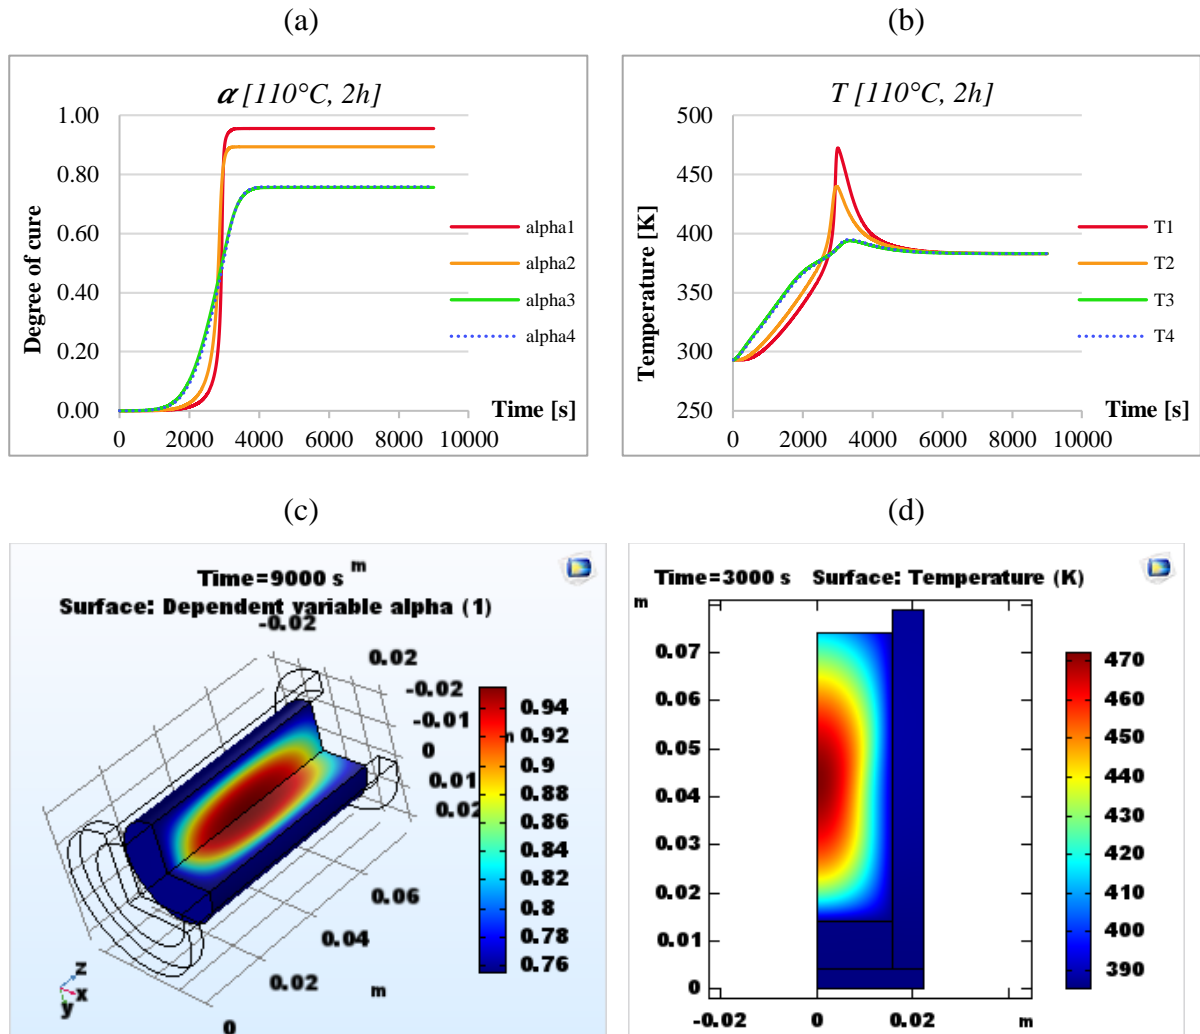 (a)
α [110°C, 2h]
1.00
0.80
0.60
0.40
0.20
0.00
Degree of cure
0 2000 4000 6000 8000 10000
Time [s]
alpha1
alpha2
alpha3
alpha4
(b)
T [110°C, 2h]
500
450
400
350
300
250
Temperature [K]
0 2000 4000 6000 8000 10000
Time [s]
T1
T2
T3
T4
(c)
Time=9000 s m
Surface: Dependent variable alpha (1)
-0.02
0.02
-0.02
-0.01
0
0.01
0.02
0.06
0.04
0.02
0
m
z
x
y
0.94
0.92
0.9
0.88
0.86
0.84
0.82
0.8
0.78
0.76
(d)
Time=3000 s Surface: Temperature (K)
m
0.07
0.06
0.05
0.04
0.03
0.02
0.01
0
-0.02 0 0.02 m
470
460
450
440
430
420
410
400
390